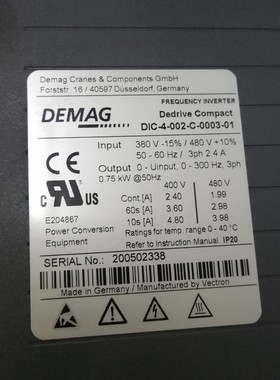 Demag Cranes & Components GmbH
Forststr. 16 / 40597 Düsseldorf, Germany
DEMAG
FREQUENCY INVERTER
Dedrive Compact
DIC-4-002-C-0003-01
Input 380 V -15% / 480 V +10%
50 - 60 Hz / 3ph 2.4 A
Output 0 - Uinput, 0 - 300 Hz, 3ph
0.75 kW @50Hz
400 V 480 V
Cont.[A] 2.40 1.99
60s [A] 3.60 2.98
10s [A] 4.80 3.98
Ratings for temp. range 0 - 40 °C
Refer to Instruction Manual IP20
CE
c UL US
E204867
Power Conversion
Equipment
SERIAL No.: 200502338
Made in Germany / Manufactured by Vectron